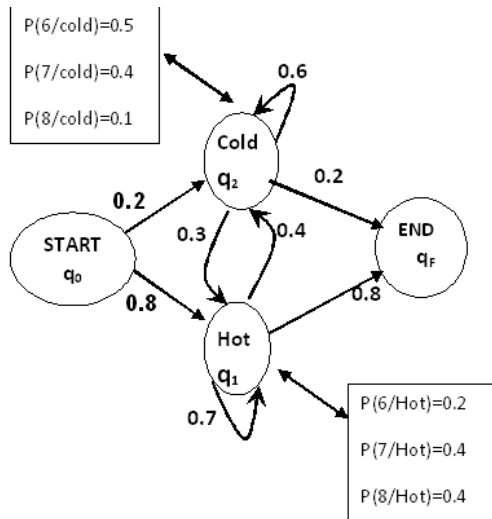 P(6/cold)=0.5
P(7/cold)=0.4
P(8/cold)=0.1
0.6
Cold
q₂
0.2
0.2
START
q₀
0.3
0.4
END
q_F
0.8
0.8
Hot
q₁
0.7
P(6/Hot)=0.2
P(7/Hot)=0.4
P(8/Hot)=0.4